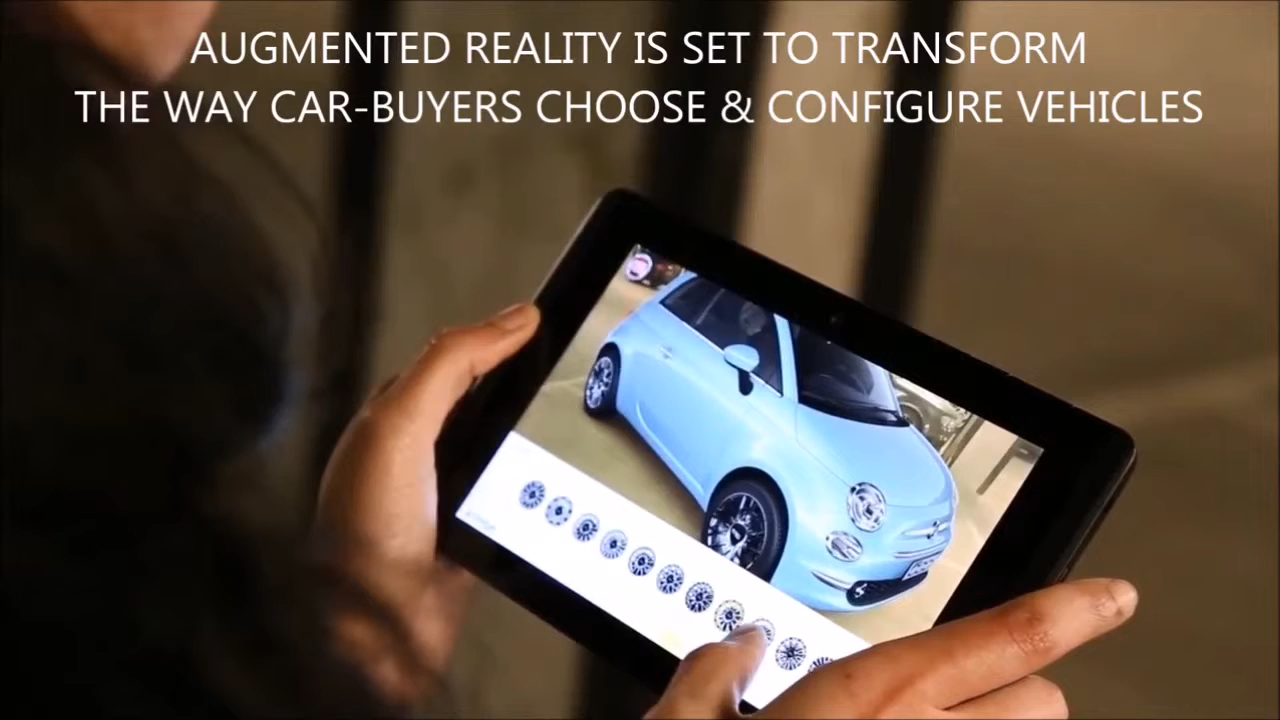 AUGMENTED REALITY IS SET TO TRANSFORM
THE WAY CAR-BUYERS CHOOSE & CONFIGURE VEHICLES